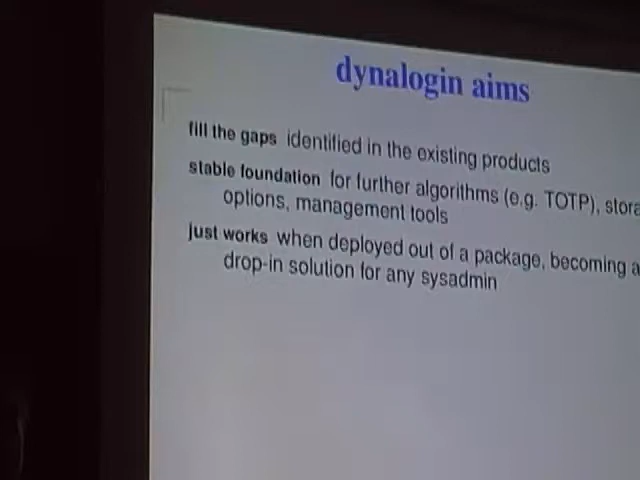 dynalogin aims
fill the gaps identified in the existing products
stable foundation for further algorithms (e.g. TOTP),
options, management tools
just works when deployed out of a package, becoming a
drop-in solution for any sysadmin